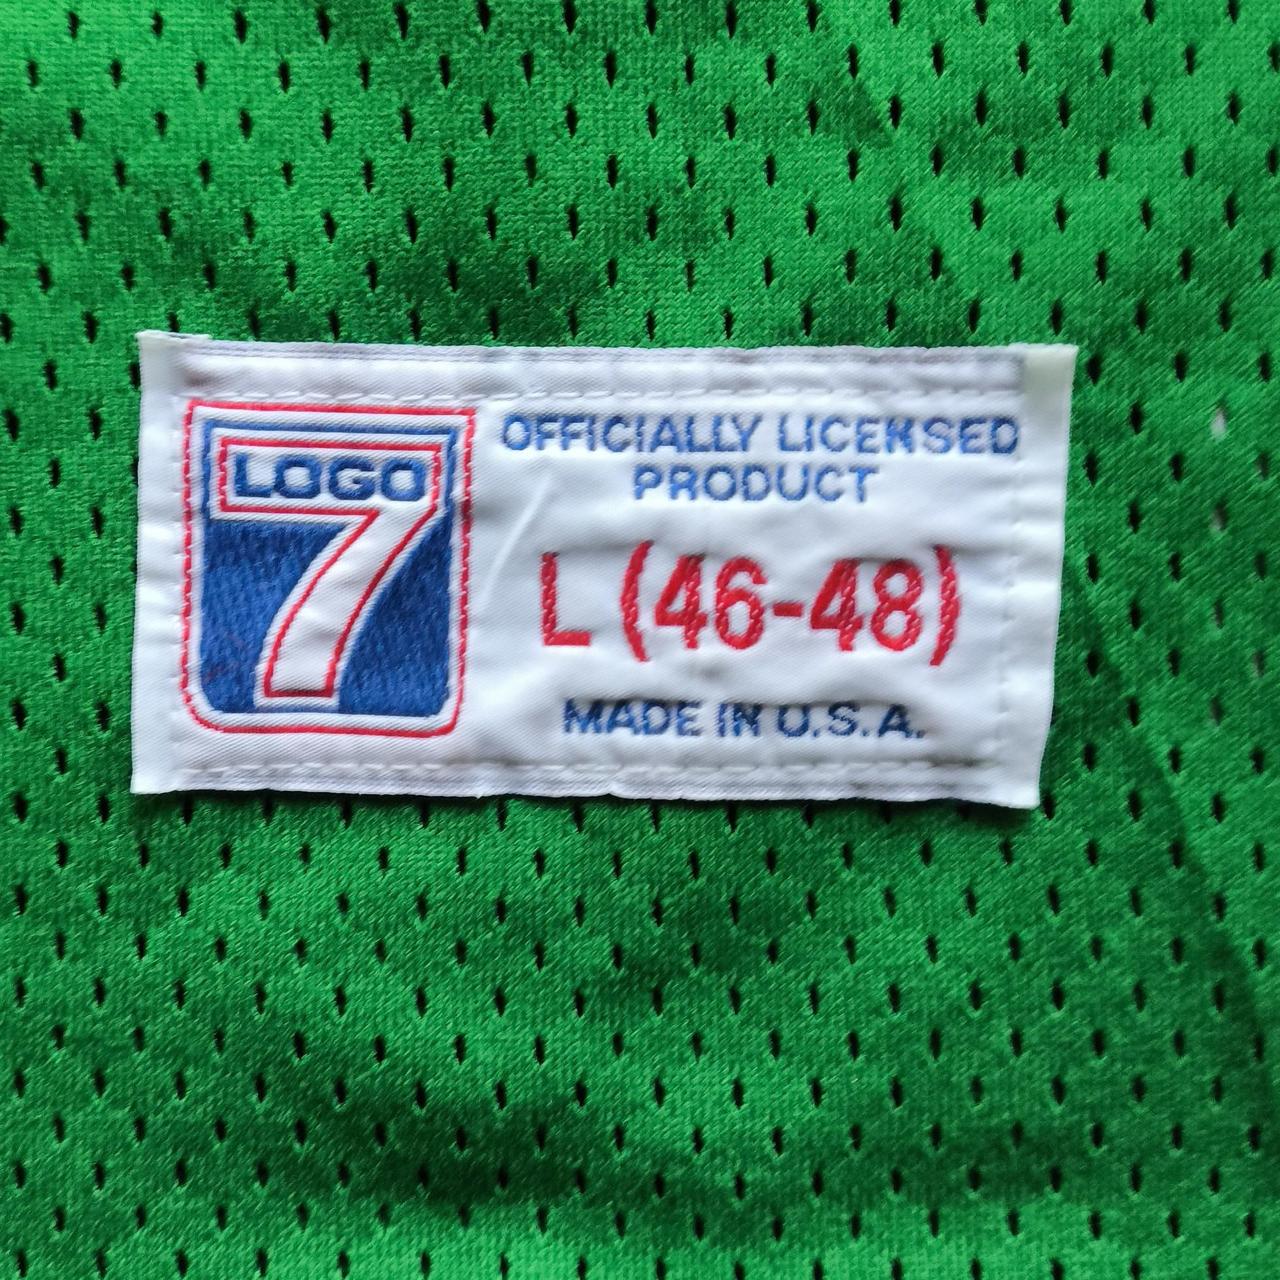 LOGO
7
OFFICIALLY LICENSED
PRODUCT
L (46-48)
MADE IN U.S.A.